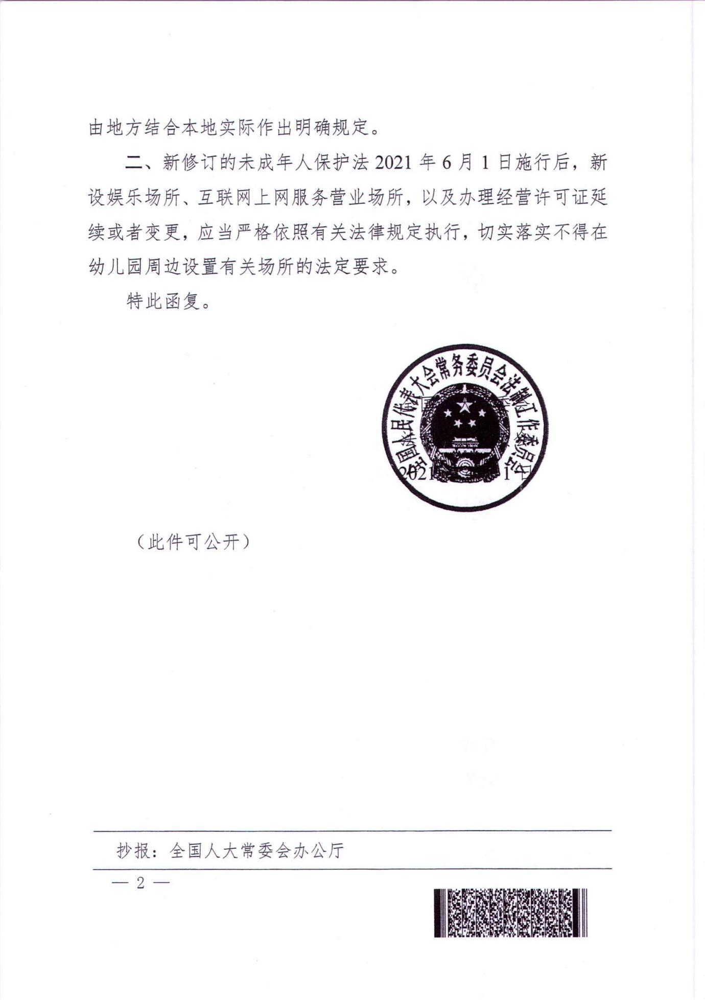 由地方结合本地实际作出明确规定。
二、新修订的未成年人保护法 2021 年 6 月 1 日施行后，新
设娱乐场所、互联网上网服务营业场所，以及办理经营许可证延
续或者变更，应当严格依照有关法律规定执行，切实落实不得在
幼儿园周边设置有关场所的法定要求。
特此函复。
全国人民代表大会常务委员会法制工作委员会
2021
1 日
（此件可公开）
抄报：全国人大常委会办公厅
— 2 —